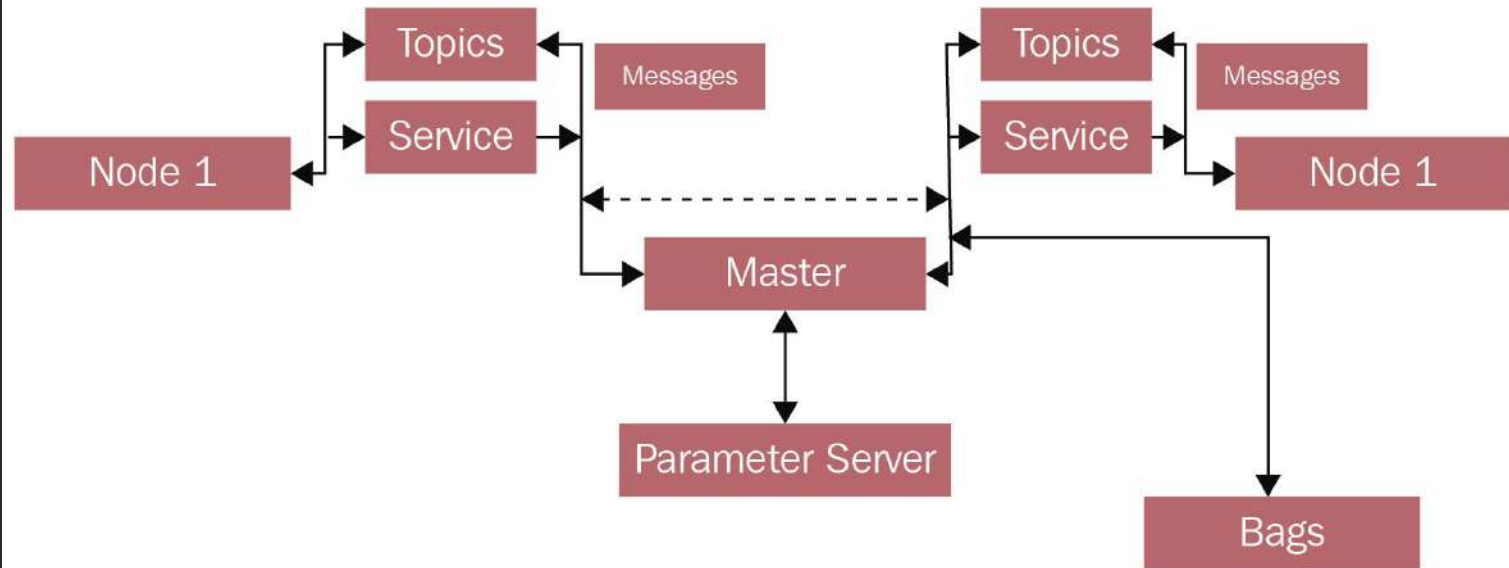 Topics
Messages
Topics
Messages
Service
Service
Node 1
Node 1
Master
Parameter Server
Bags